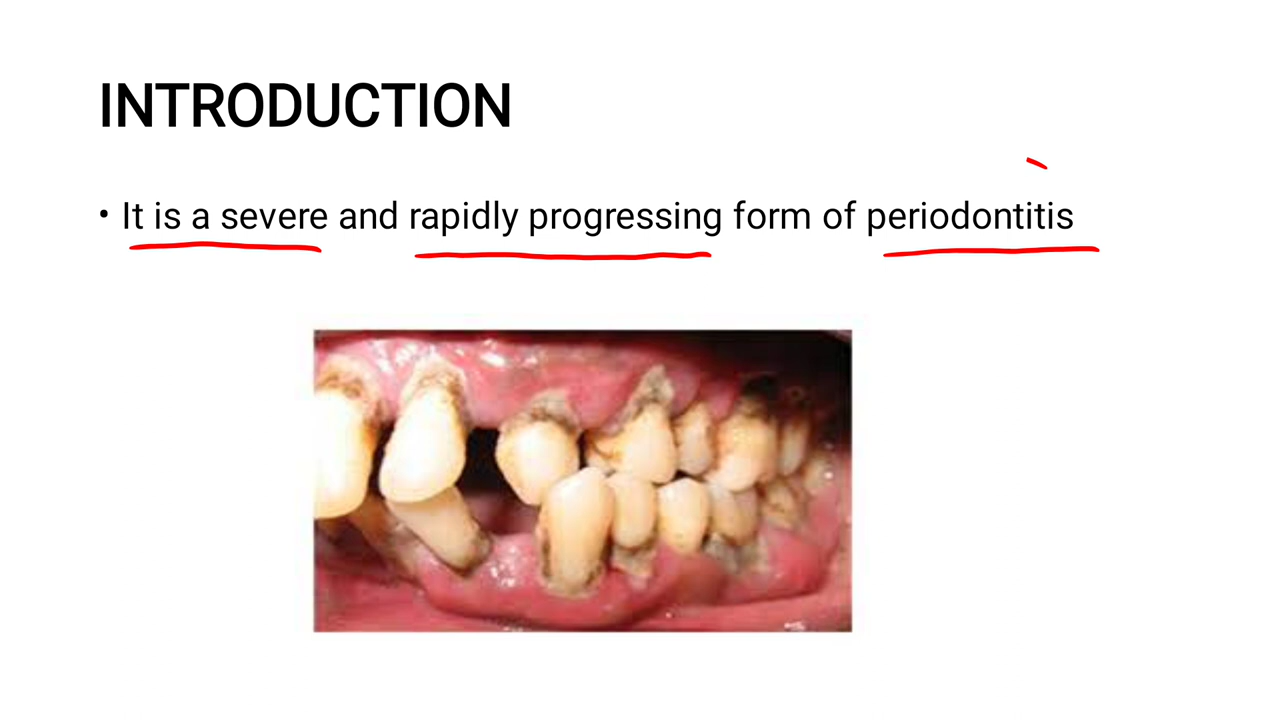 INTRODUCTION
• It is a severe and rapidly progressing form of periodontitis